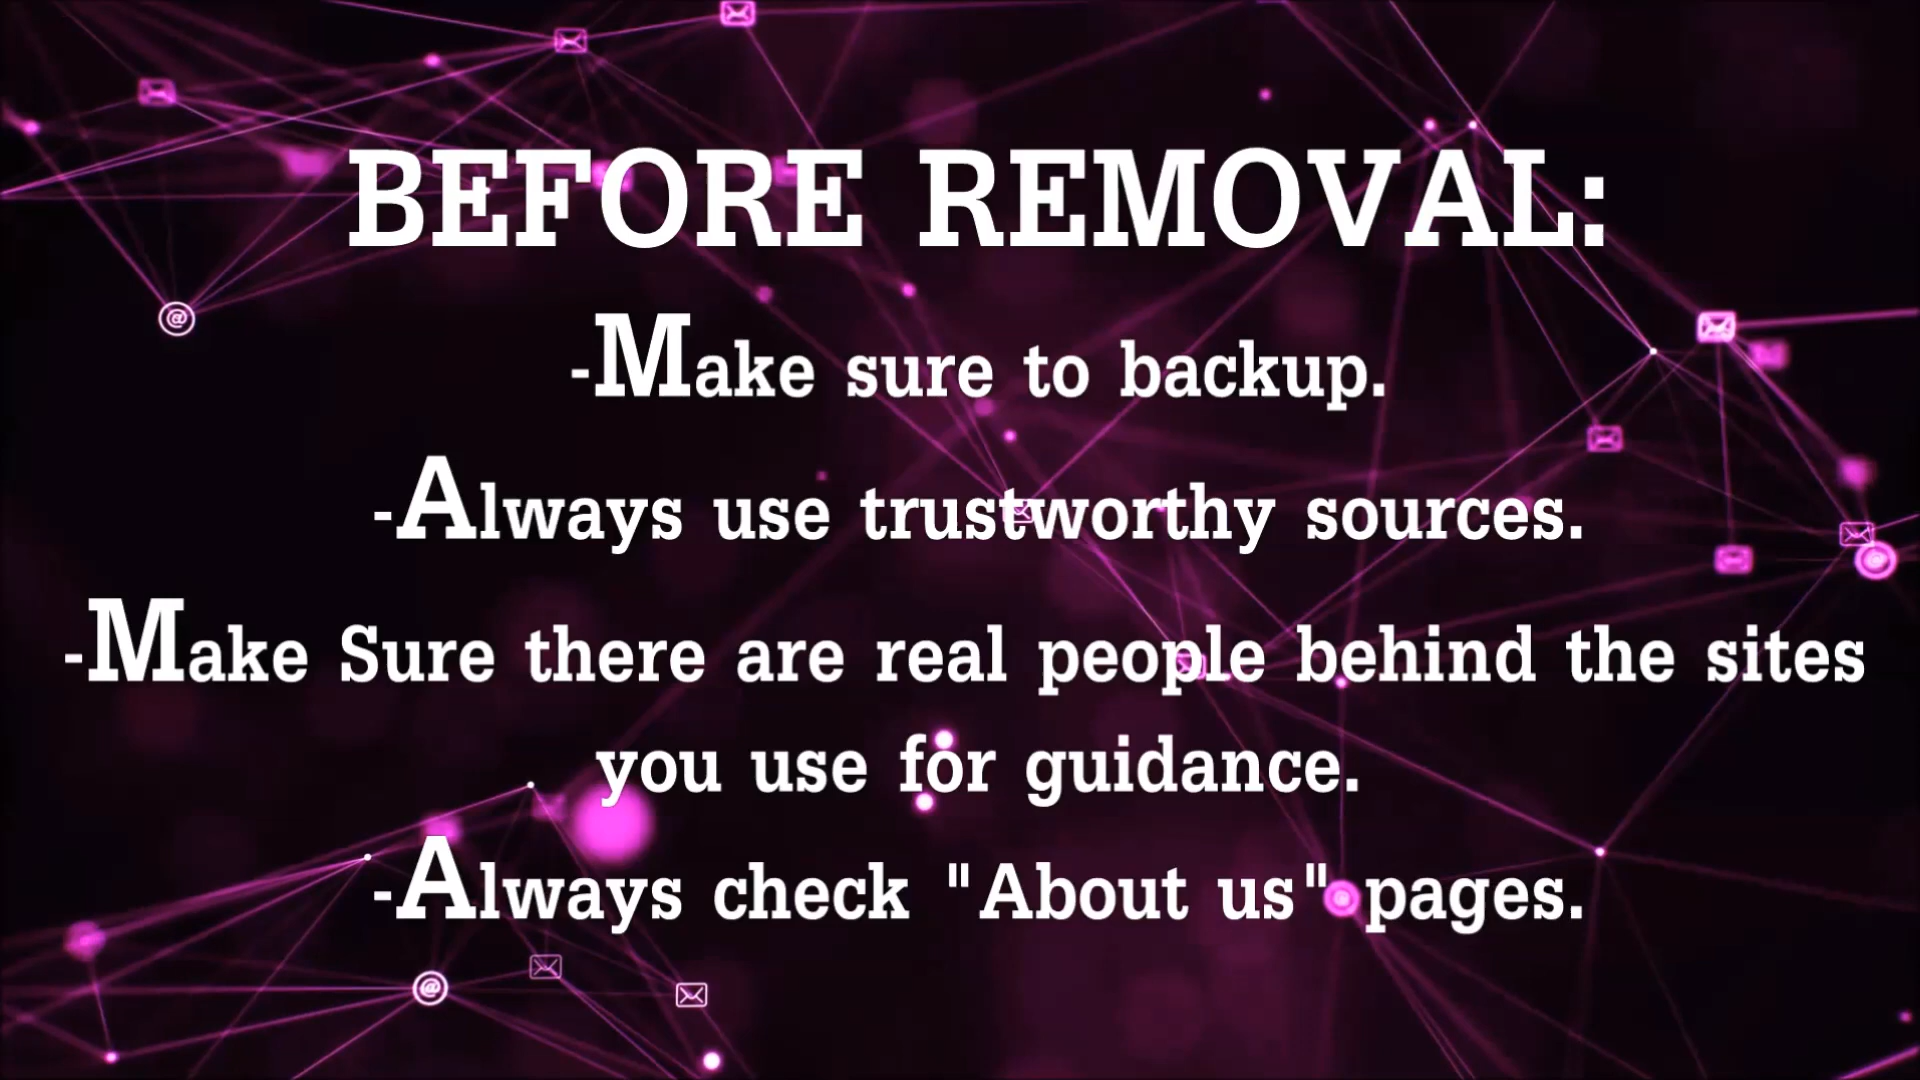 BEFORE REMOVAL:
-Make sure to backup.
-Always use trustworthy sources.
-Make Sure there are real people behind the sites
you use for guidance.
-Always check "About us" pages.